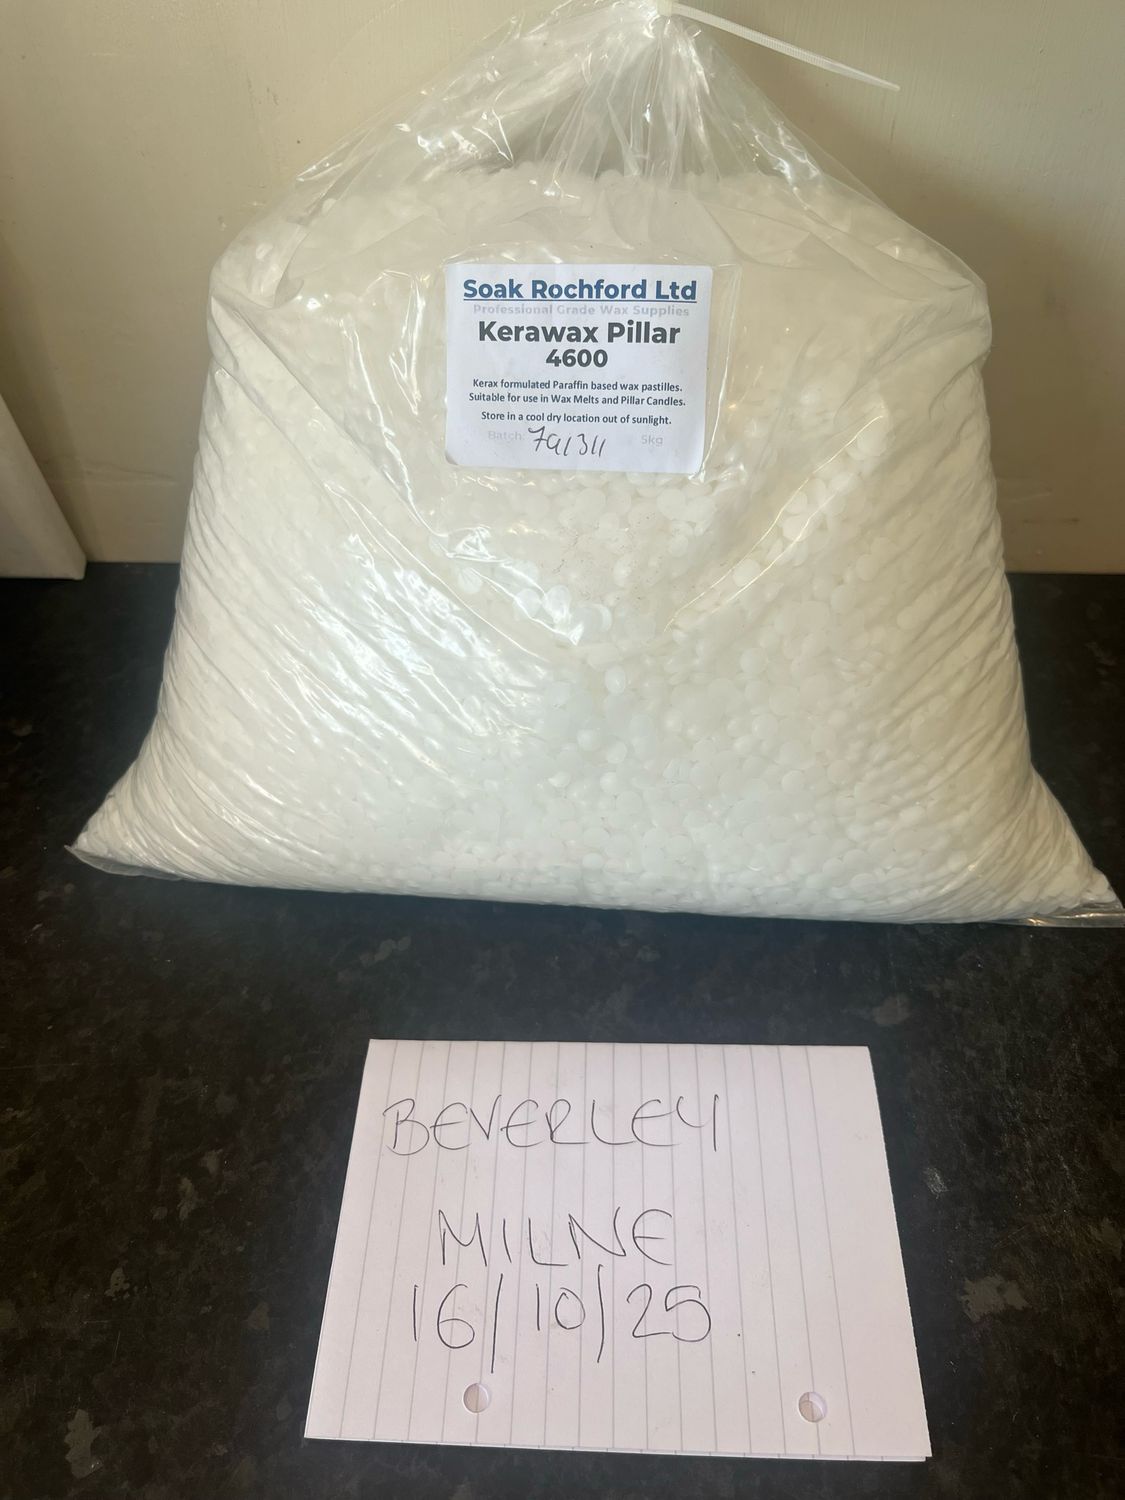 Soak Rochford Ltd
Professional Grade Wax Supplies
Kerawax Pillar
4600
Kerax formulated Paraffin based wax pastilles.
Suitable for use in Wax Melts and Pillar Candles.
Store in a cool dry location out of sunlight.
Batch: 5kg
BEVERLEY
MILNE
16/10/25